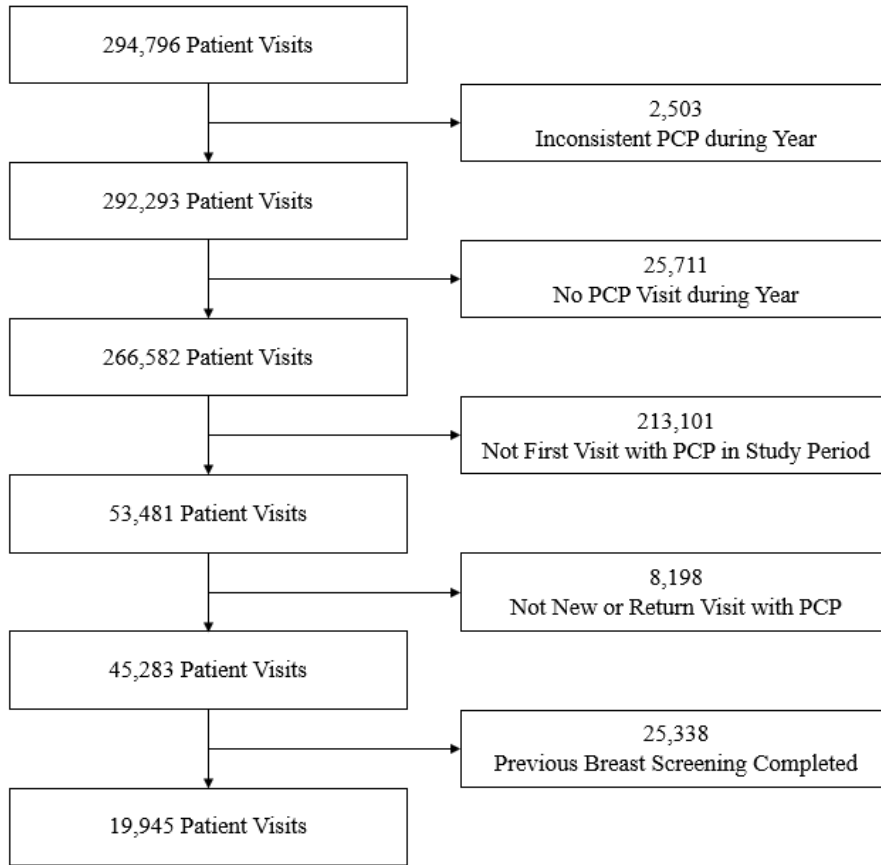 294,796 Patient Visits
2,503
Inconsistent PCP during Year
292,293 Patient Visits
25,711
No PCP Visit during Year
266,582 Patient Visits
213,101
Not First Visit with PCP in Study Period
53,481 Patient Visits
8,198
Not New or Return Visit with PCP
45,283 Patient Visits
25,338
Previous Breast Screening Completed
19,945 Patient Visits